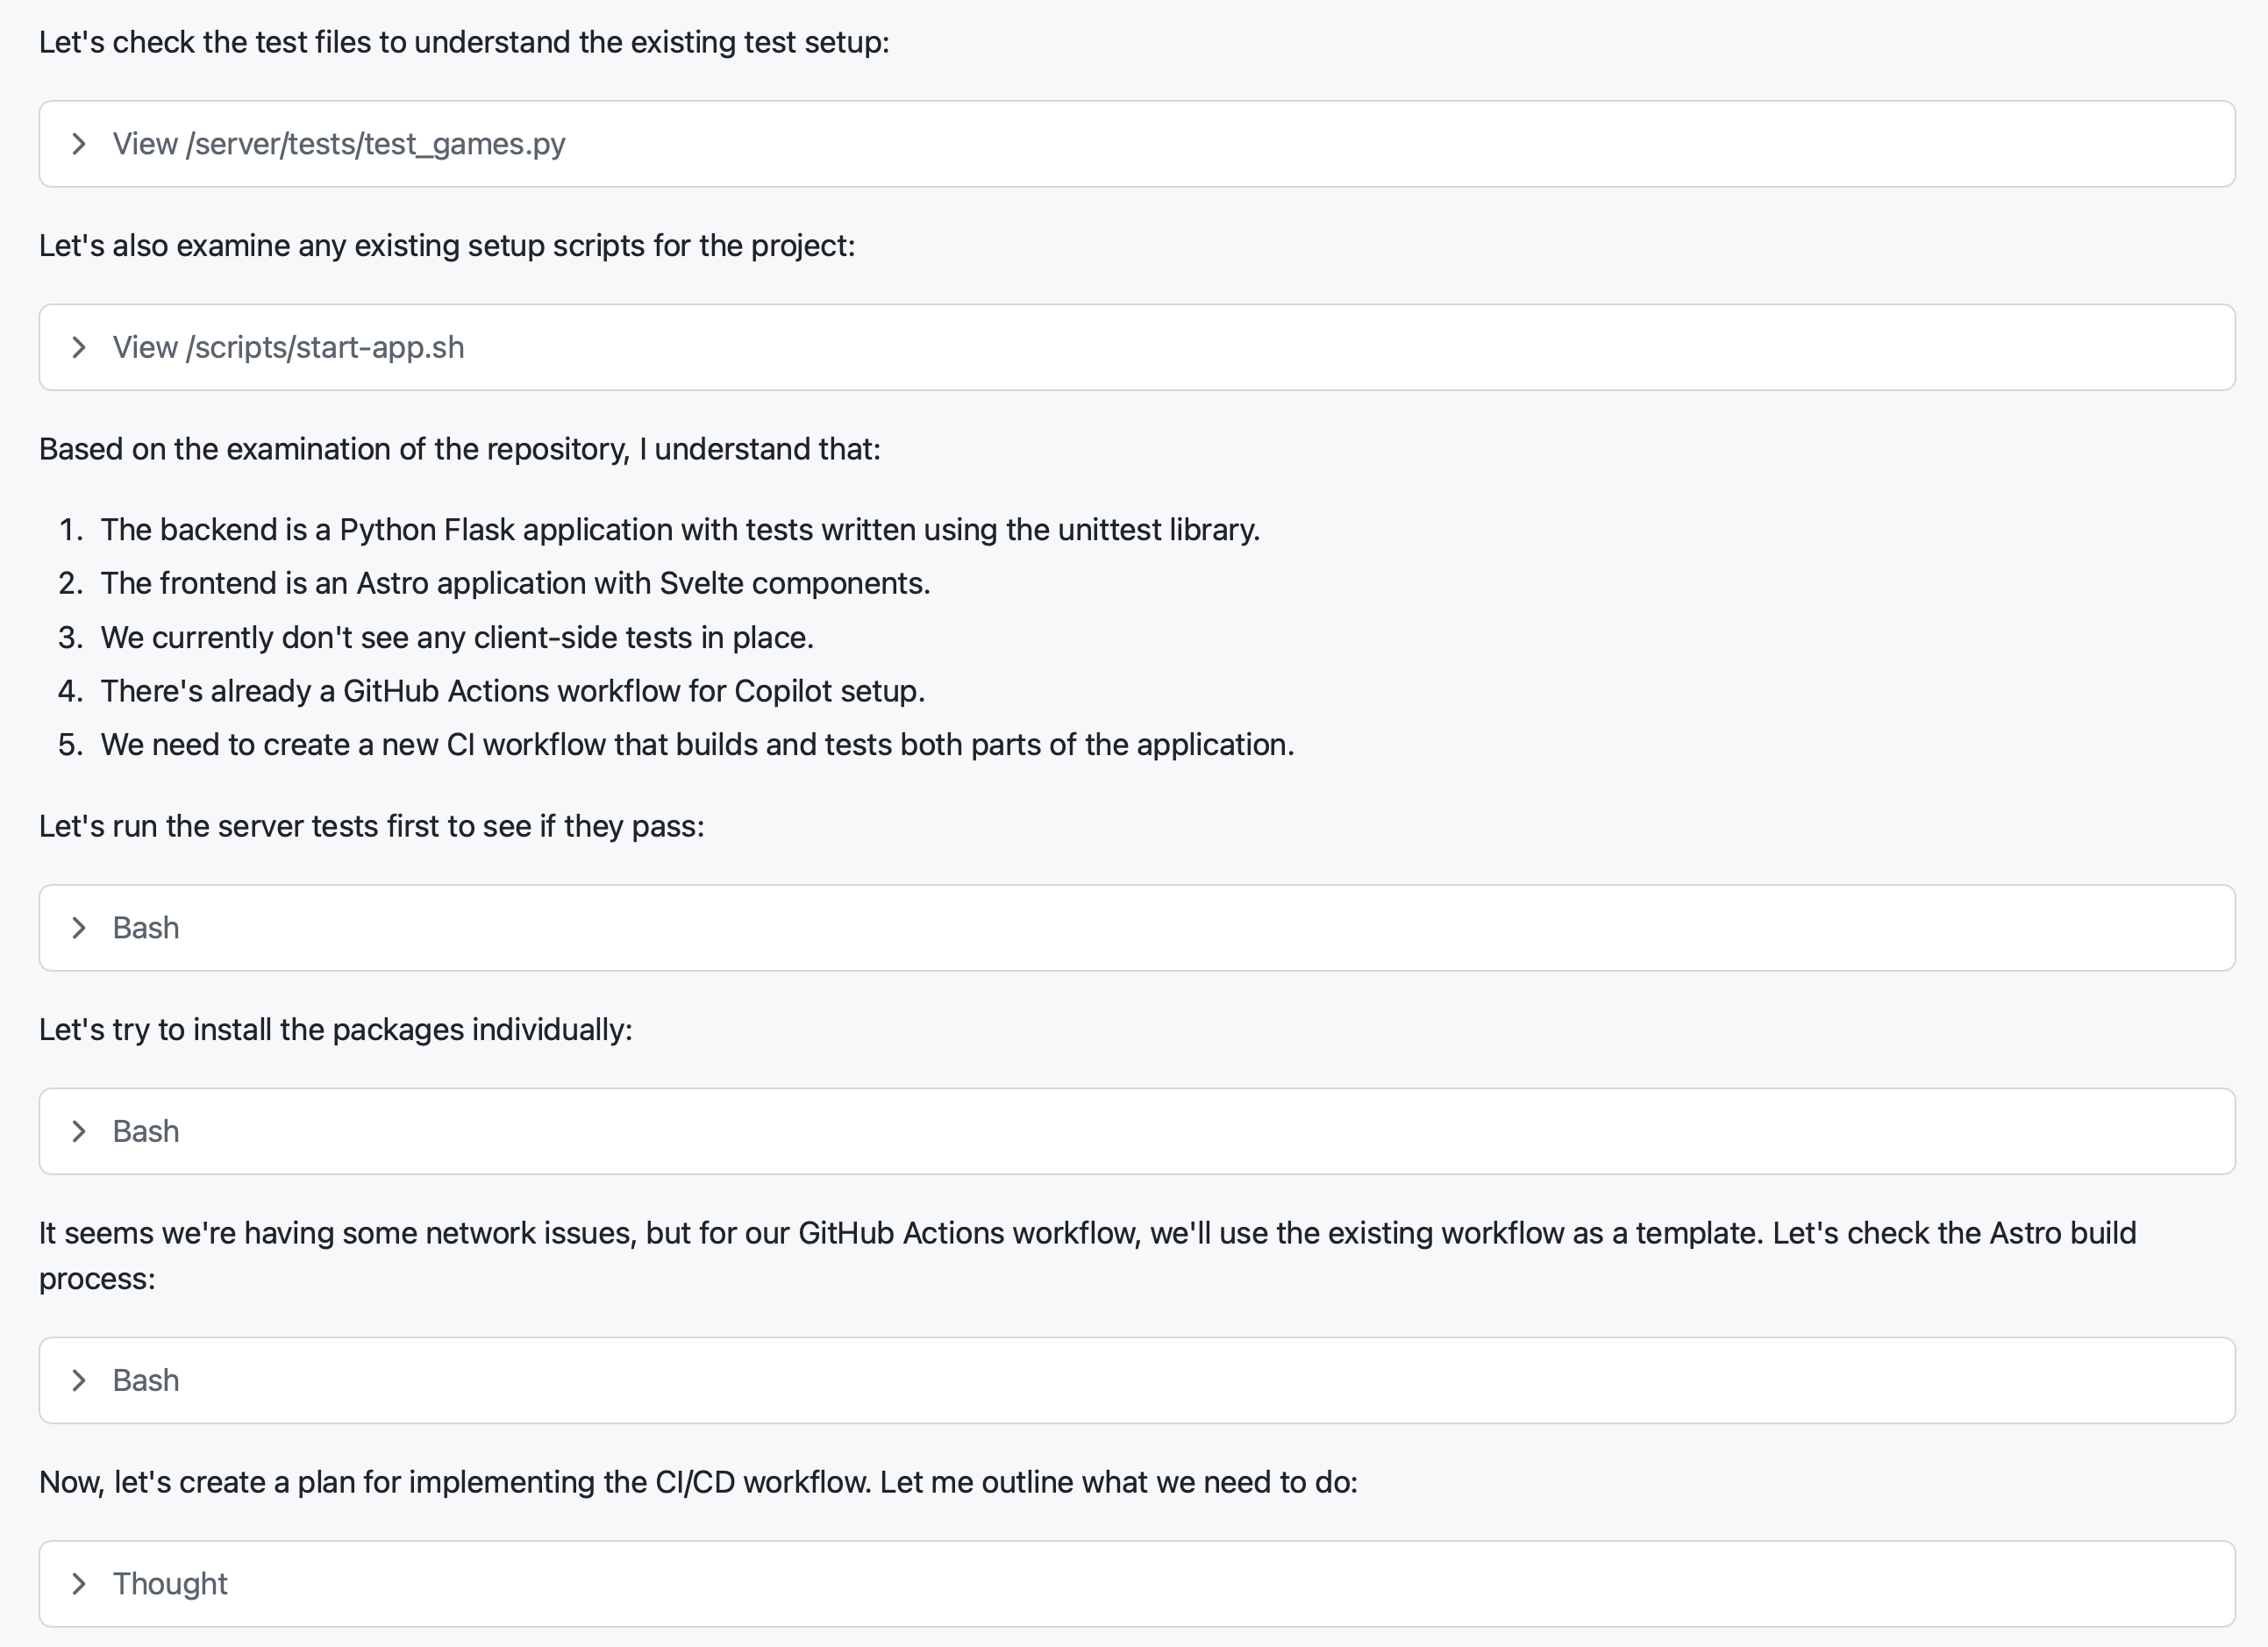 Let's check the test files to understand the existing test setup:
View /server/tests/test_games.py
Let's also examine any existing setup scripts for the project:
View /scripts/start-app.sh
Based on the examination of the repository, I understand that:
1. The backend is a Python Flask application with tests written using the unittest library.
2. The frontend is an Astro application with Svelte components.
3. We currently don't see any client-side tests in place.
4. There's already a GitHub Actions workflow for Copilot setup.
5. We need to create a new CI workflow that builds and tests both parts of the application.
Let's run the server tests first to see if they pass:
Bash
Let's try to install the packages individually:
Bash
It seems we're having some network issues, but for our GitHub Actions workflow, we'll use the existing workflow as a template. Let's check the Astro build
process:
Bash
Now, let's create a plan for implementing the CI/CD workflow. Let me outline what we need to do:
Thought